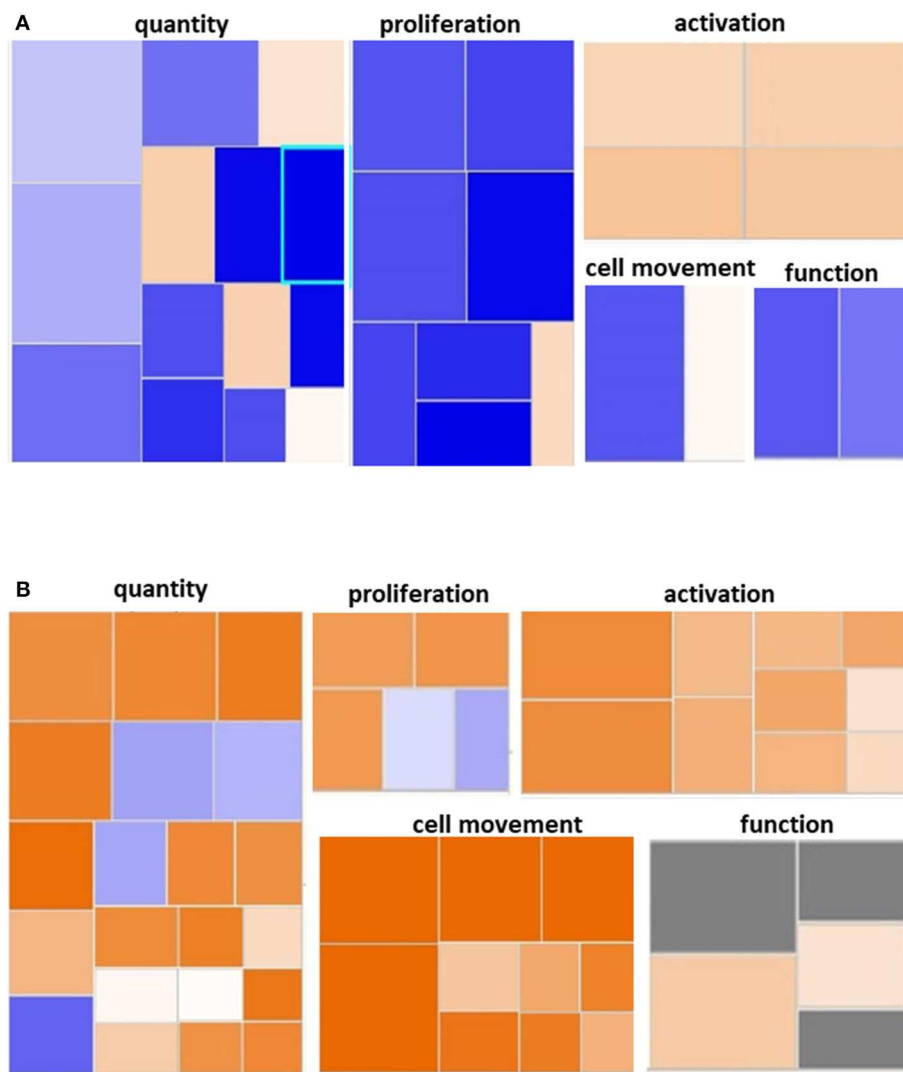 A
quantity
proliferation
activation
cell movement
function
B
quantity
proliferation
activation
cell movement
function